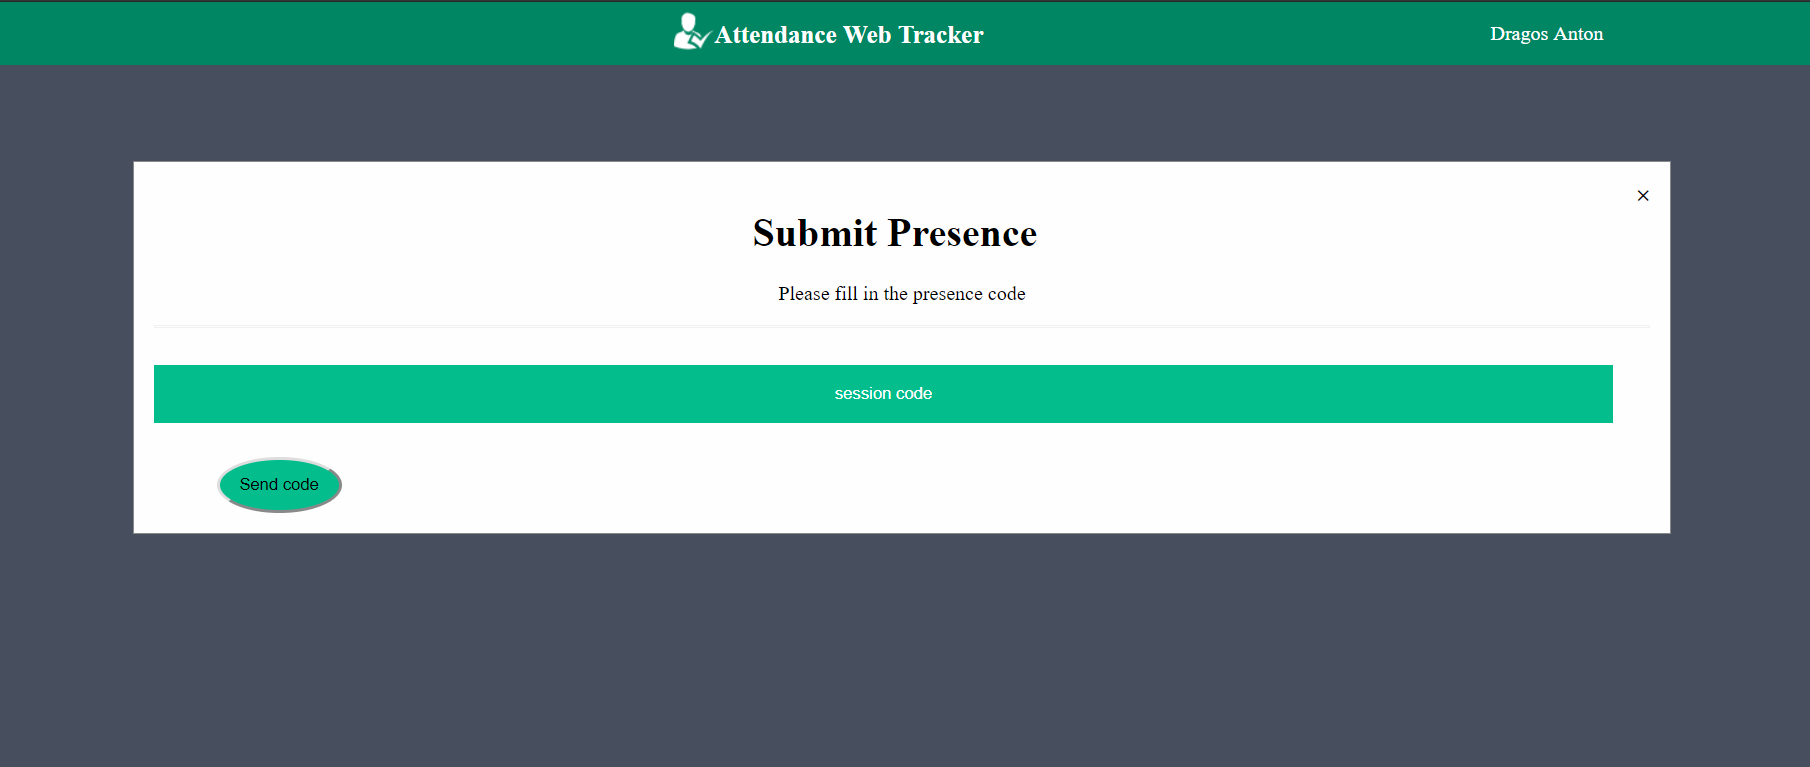 Attendance Web Tracker
Dragos Anton
×
Submit Presence
Please fill in the presence code
session code
Send code